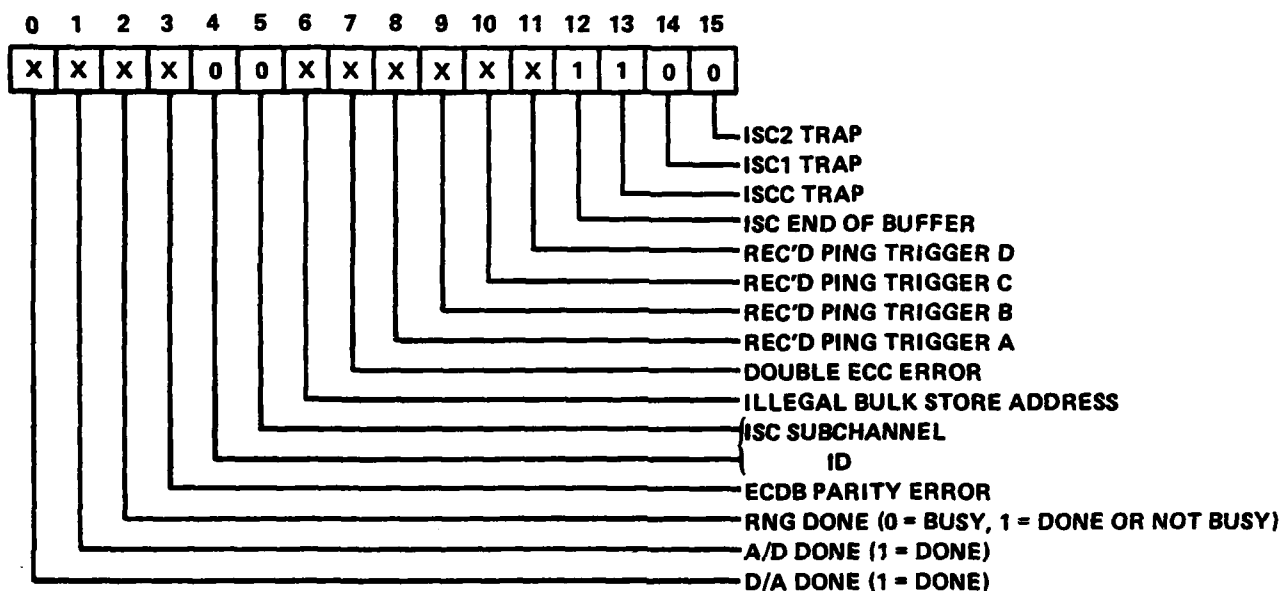 0 1 2 3 4 5 6 7 8 9 10 11 12 13 14 15
X X X X 0 0 X X X X X X 1 1 0 0
ISC2 TRAP
ISC1 TRAP
ISCC TRAP
ISC END OF BUFFER
REC'D PING TRIGGER D
REC'D PING TRIGGER C
REC'D PING TRIGGER B
REC'D PING TRIGGER A
DOUBLE ECC ERROR
ILLEGAL BULK STORE ADDRESS
ISC SUBCHANNEL
ID
ECDB PARITY ERROR
RNG DONE (0 = BUSY, 1 = DONE OR NOT BUSY)
A/D DONE (1 = DONE)
D/A DONE (1 = DONE)